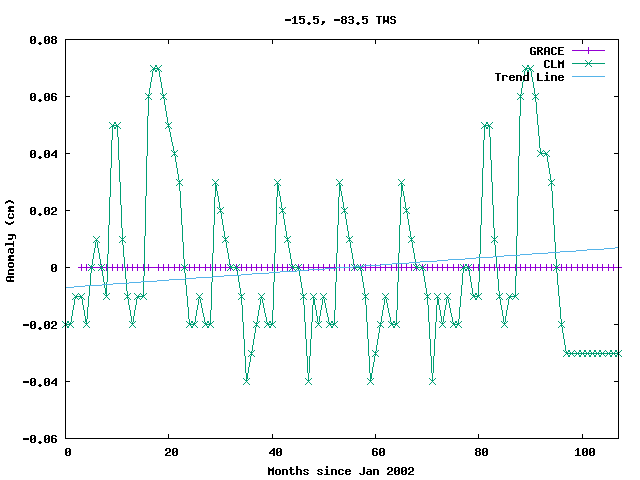 -15.5, -83.5 TWS
GRACE
CLM
Trend Line
Anomaly (cm)
0.08
0.06
0.04
0.02
0
-0.02
-0.04
-0.06
0 20 40 60 80 100
Months since Jan 2002